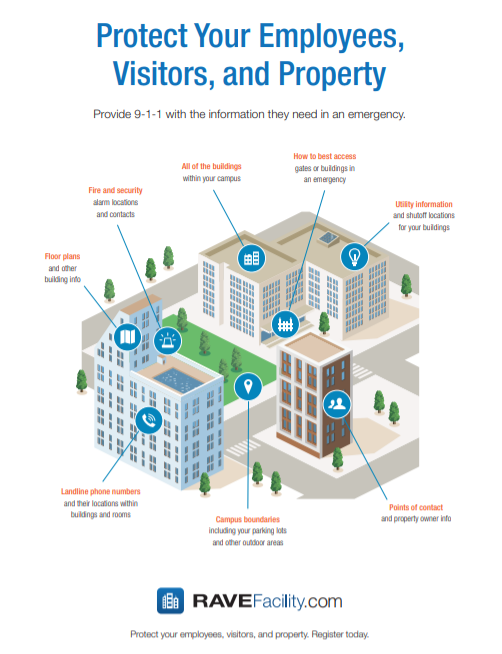 Protect Your Employees,
Visitors, and Property
Provide 9-1-1 with the information they need in an emergency.
How to best access
gates or buildings in
an emergency
All of the buildings
within your campus
Fire and security
alarm locations
and contacts
Utility information
and shutoff locations
for your buildings
Floor plans
and other
building info
Landline phone numbers
and their locations within
buildings and rooms
Campus boundaries
including your parking lots
and other outdoor areas
Points of contact
and property owner info
RAVEFacility.com
Protect your employees, visitors, and property. Register today.